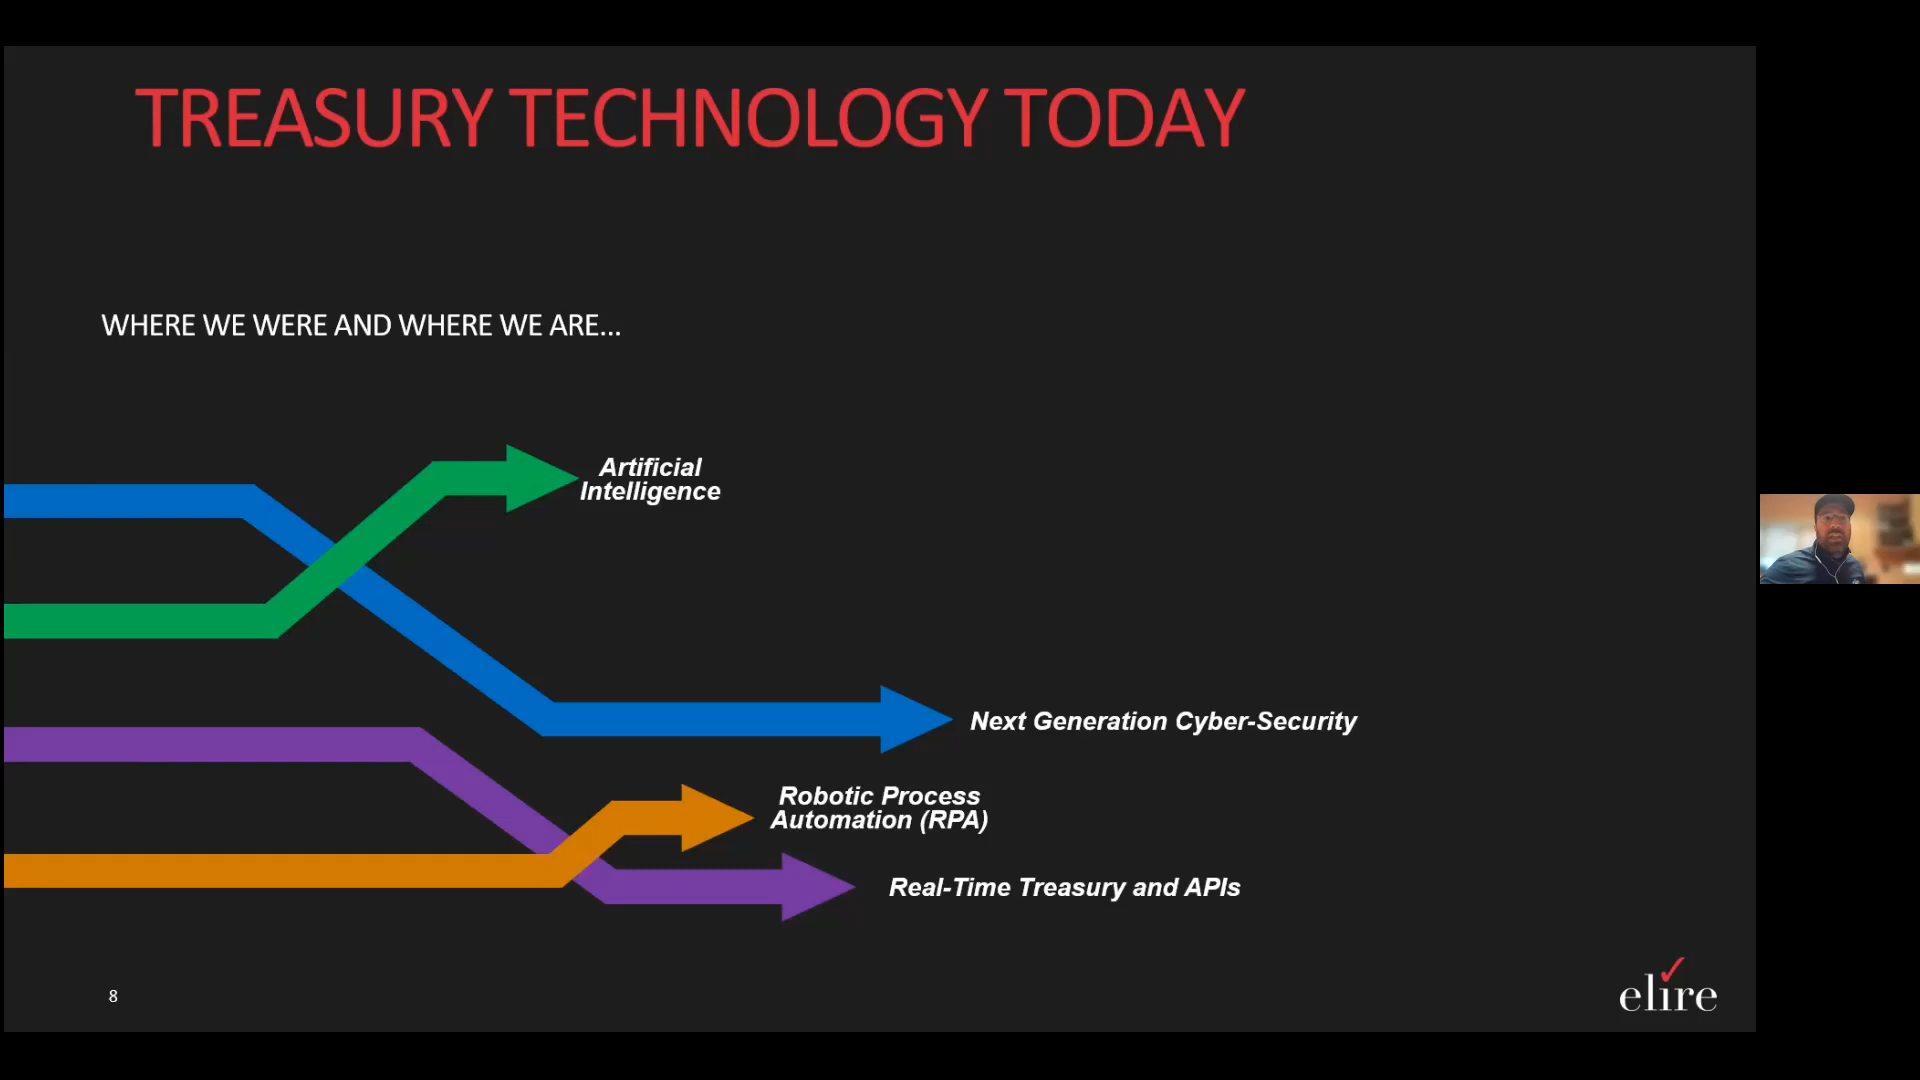 TREASURY TECHNOLOGY TODAY
WHERE WE WERE AND WHERE WE ARE...
Artificial
Intelligence
Next Generation Cyber-Security
Robotic Process
Automation (RPA)
Real-Time Treasury and APIs
8
elire